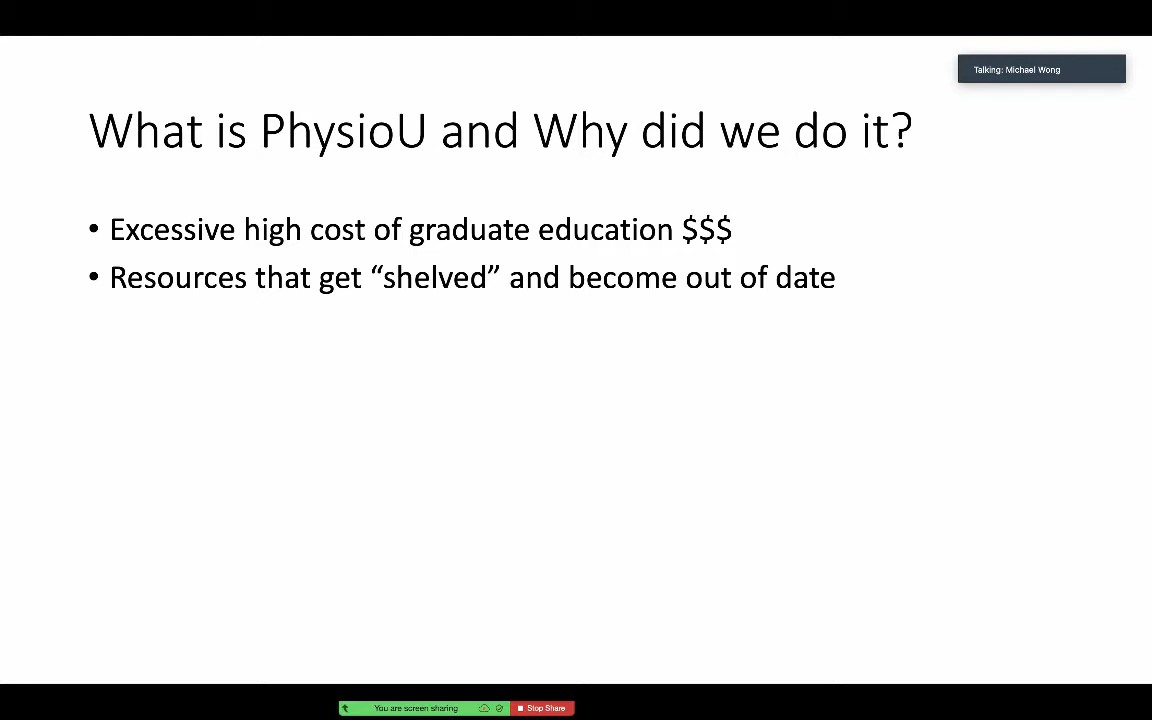 Talking: Michael Wong
What is PhysioU and Why did we do it?
• Excessive high cost of graduate education $$$
• Resources that get “shelved” and become out of date
You are screen sharing
Stop Share